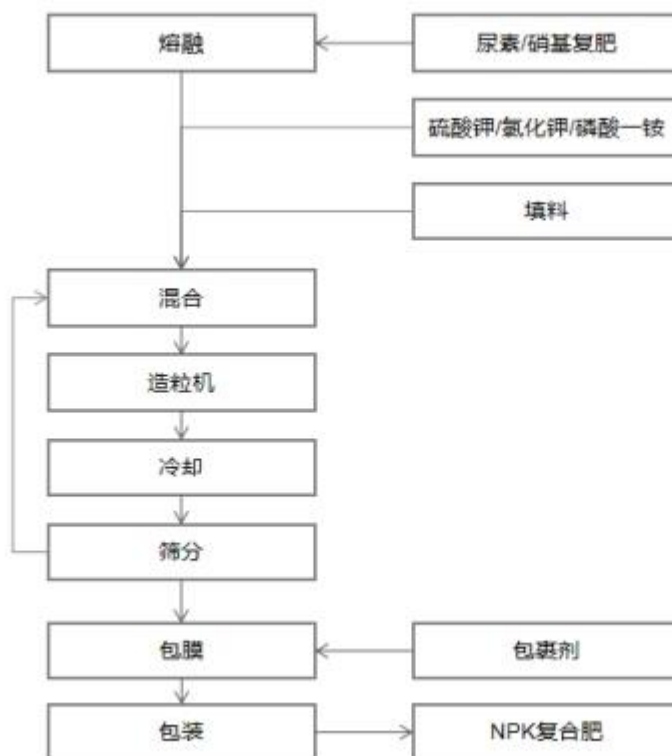 熔融
尿素/硝基复肥
硫酸钾/氯化钾/磷酸一铵
填料
混合
造粒机
冷却
筛分
包膜
包裹剂
包装
NPK复合肥